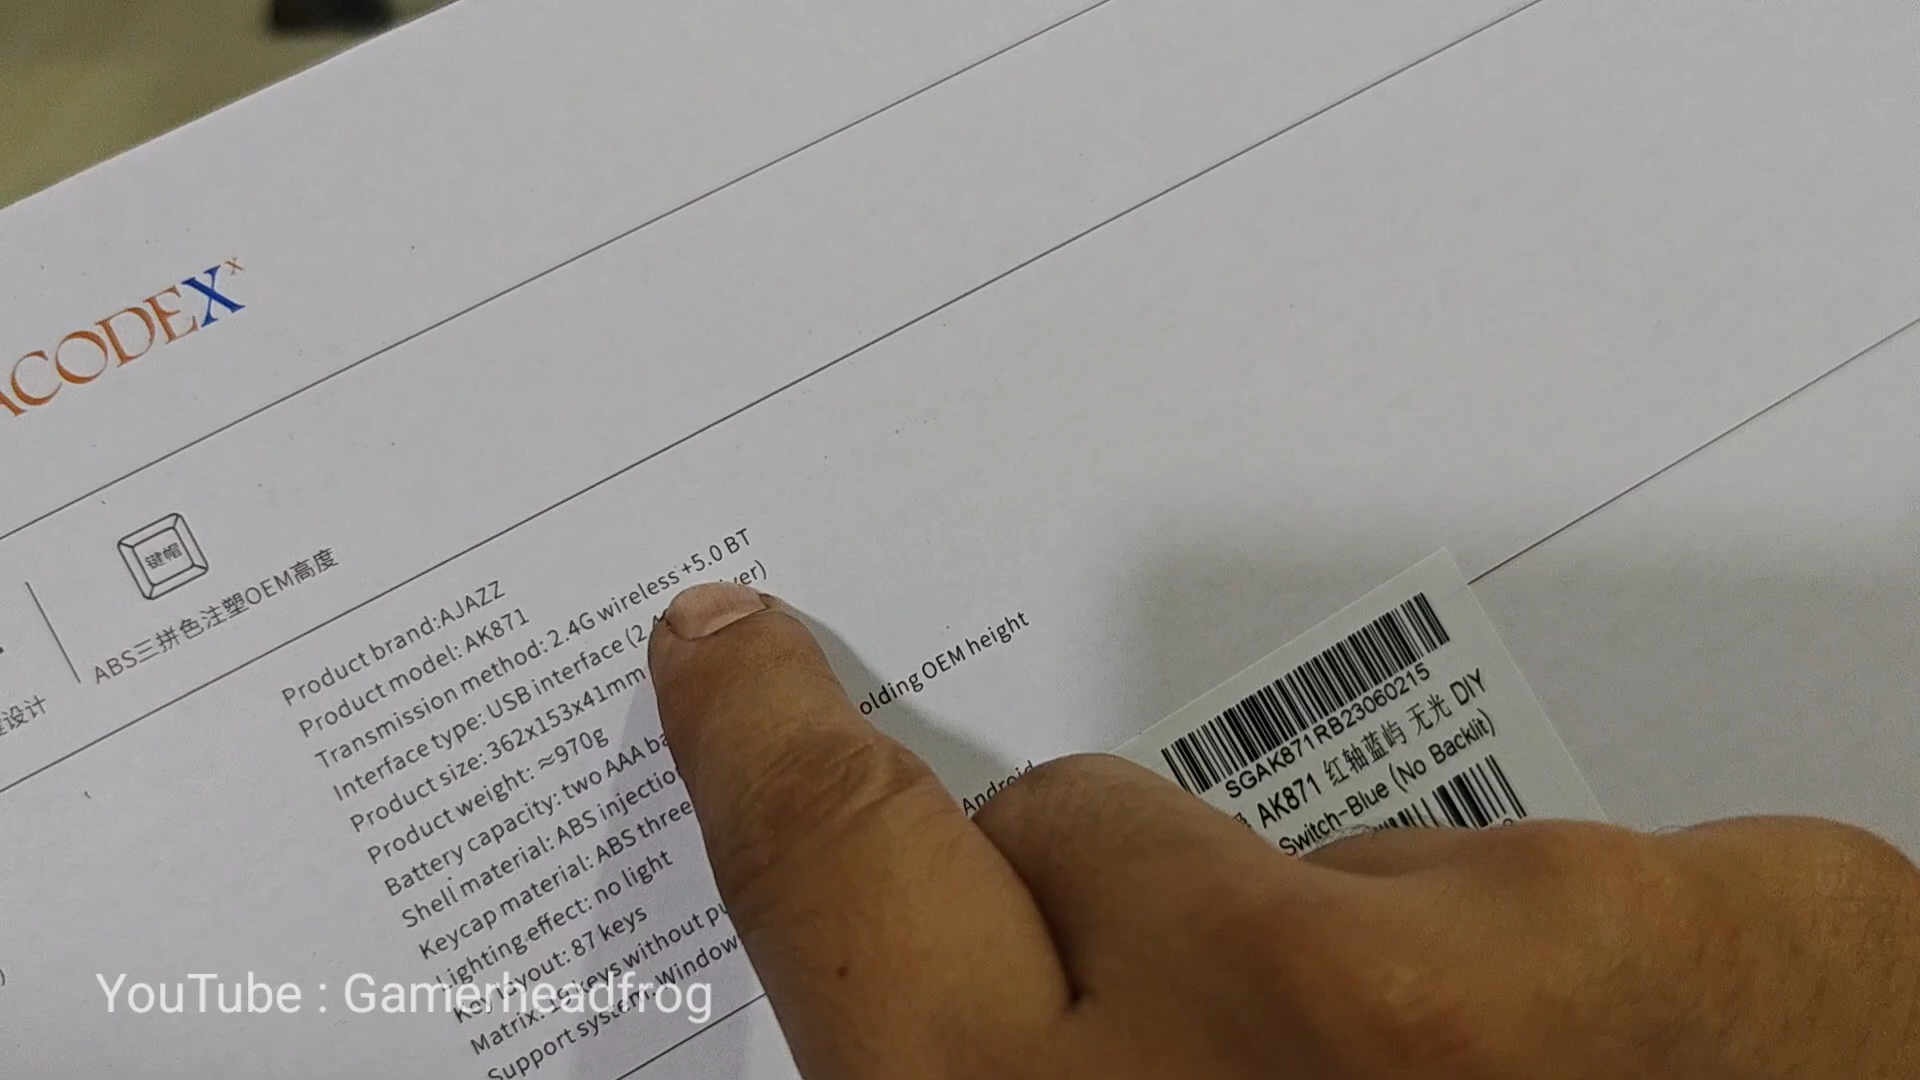 ACODEX
x
键帽
ABS三拼色注塑OEM高度
设计
Product brand:AJAZZ
Product model: AK871
Transmission method: 2.4G wireless +5.0 BT
Interface type: USB interface (2
Product size: 362x153x41mm
Product weight: ≈970g
Battery capacity: two AAA
Shell material: ABS
Keycap material: ABS three olding OEM height
Lighting effect: no light
Key layout: 87 keys
Matrix: keys without
Support system Window Android
SGAK871RB23060215
AK871 红轴蓝屿 无光 DIY
Switch-Blue (No Backlit)
YouTube : Gamerheadfrog